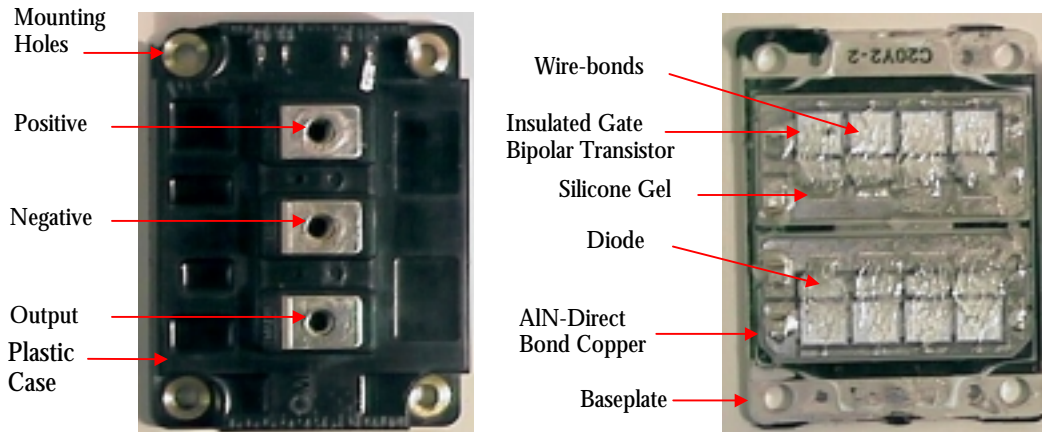 Mounting
Holes
Positive
Negative
Output
Plastic
Case
Wire-bonds
Insulated Gate
Bipolar Transistor
Silicone Gel
Diode
AlN-Direct
Bond Copper
Baseplate
C20Y2-2